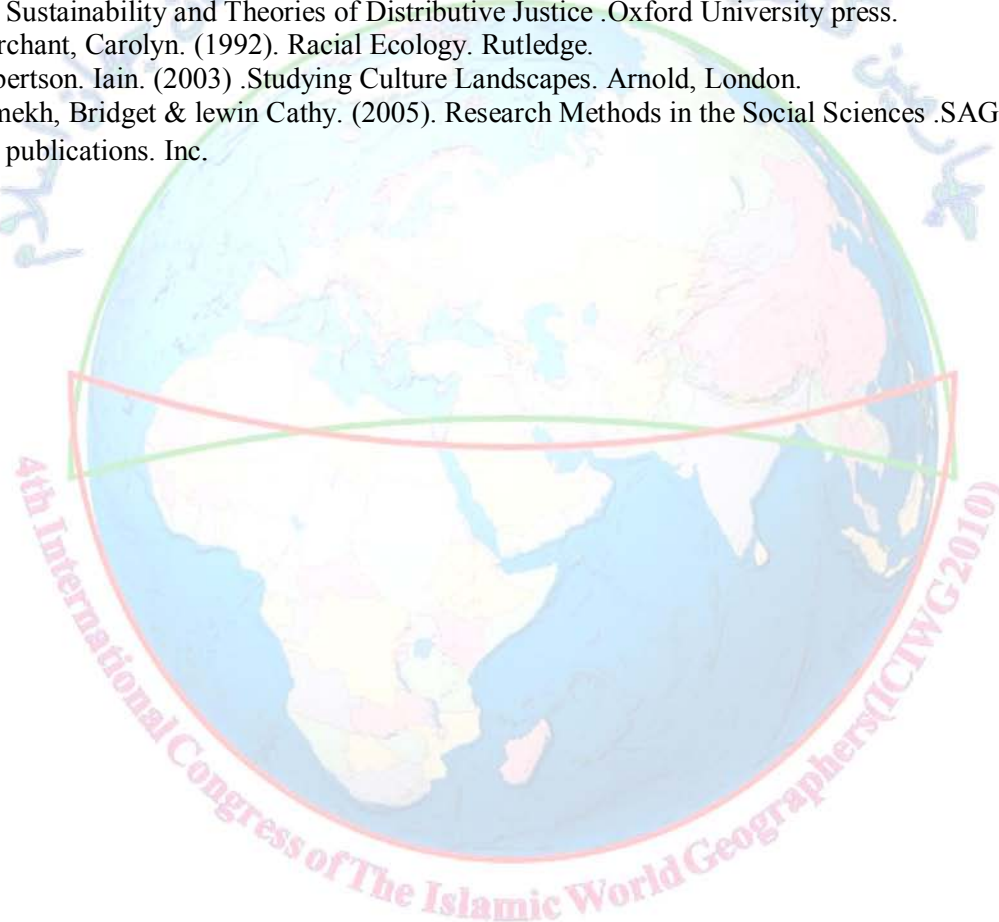 Sustainability and Theories of Distributive Justice .Oxford University press.
rchant, Carolyn. (1992). Racial Ecology. Rutledge.
bertson. Iain. (2003) .Studying Culture Landscapes. Arnold, London.
mekh, Bridget & lewin Cathy. (2005). Research Methods in the Social Sciences .SAG
publications. Inc.
4th International Congress of The Islamic World Geographers(ICIWG2010)